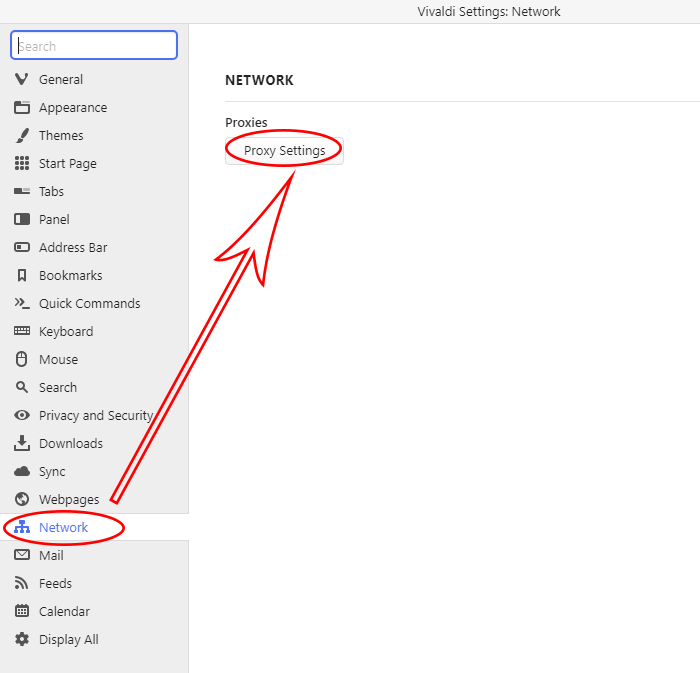 Vivaldi Settings: Network
Search
General
Appearance
Themes
Start Page
Tabs
Panel
Address Bar
Bookmarks
Quick Commands
Keyboard
Mouse
Search
Privacy and Security
Downloads
Sync
Webpages
Network
Mail
Feeds
Calendar
Display All
NETWORK
Proxies
Proxy Settings